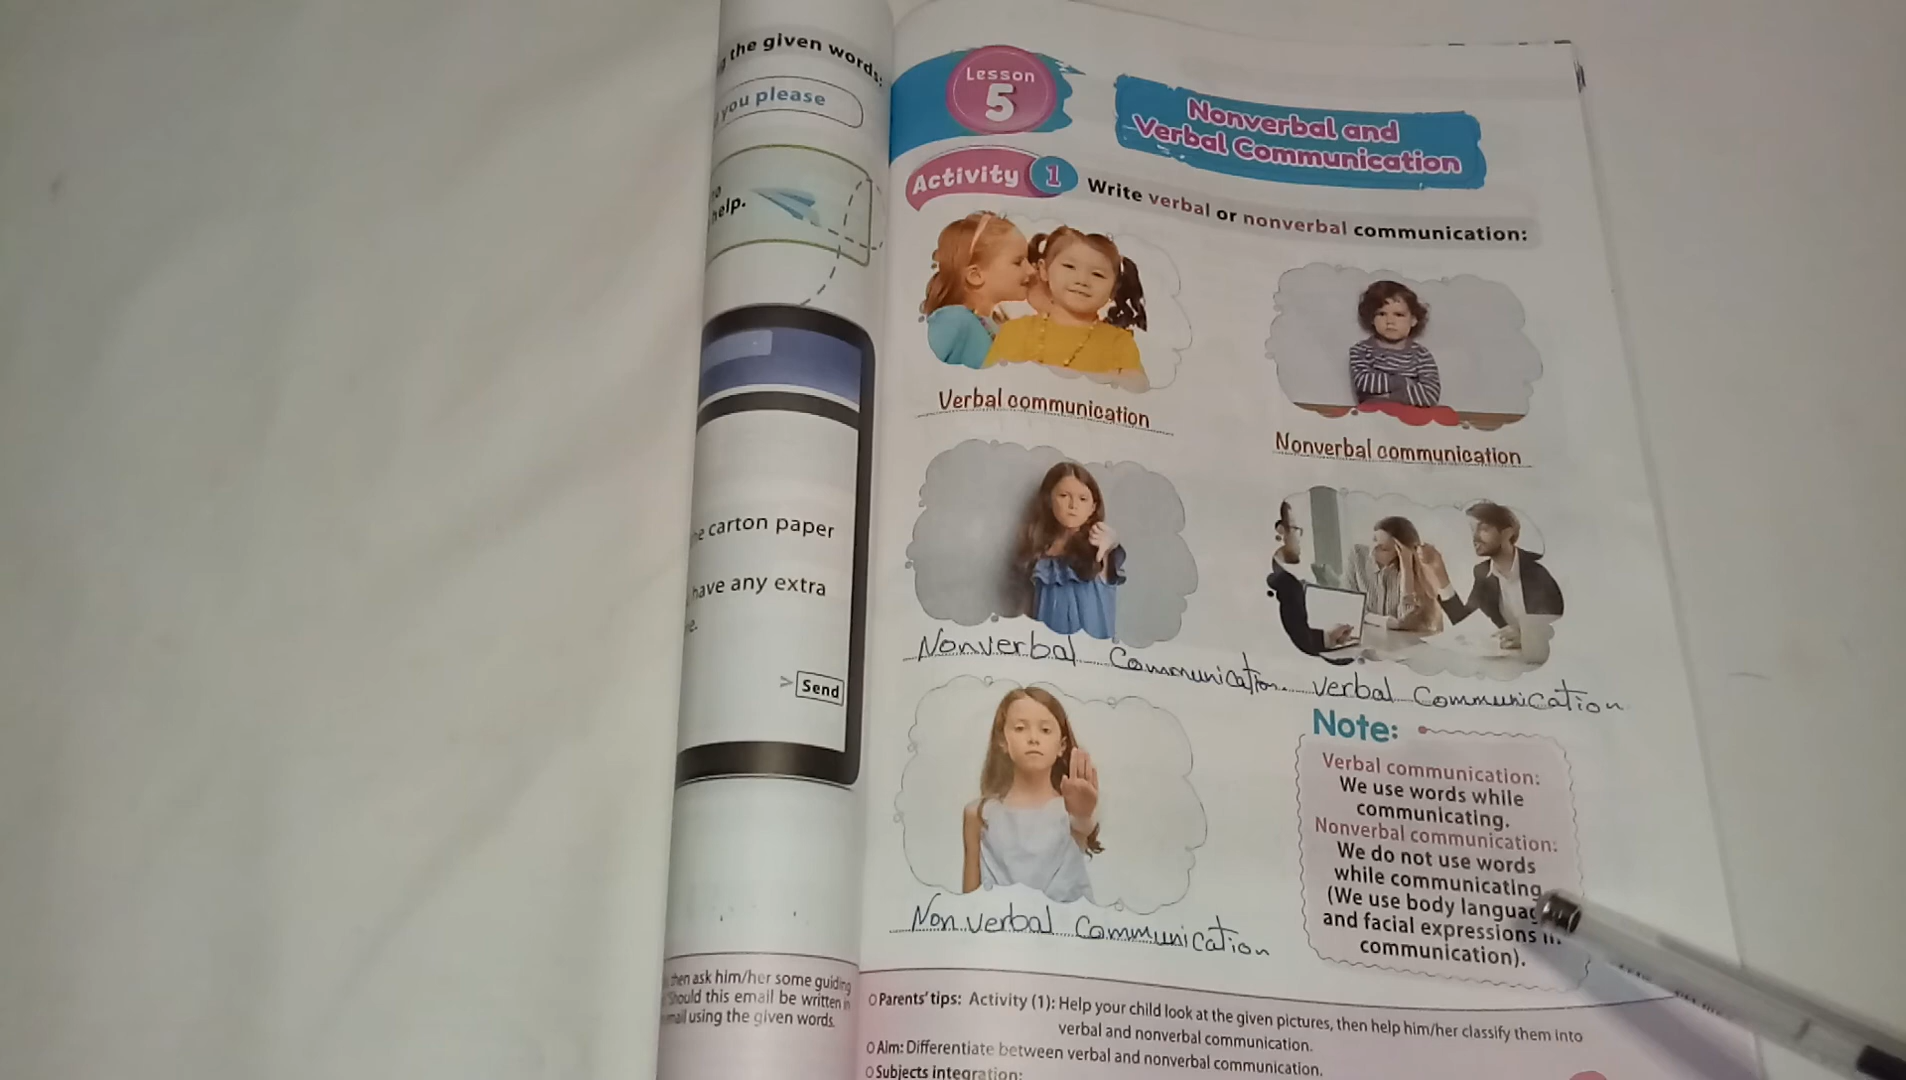 the given words:
you please
help.
carton paper
have any extra
> Send
then ask him/her some guiding
Should this email be written in
using the given words.
Lesson
5
Nonverbal and
Verbal Communication
Activity 1
Write verbal or nonverbal communication:
Verbal communication
Nonverbal communication
Nonverbal Communication
verbal Communication
Non verbal Communication
Note:
Verbal communication:
We use words while
communicating.
Nonverbal communication:
We do not use words
while communicating
(We use body
and facial expressions
communication).
Parents' tips: Activity (1): Help your child look at the given pictures, then help him/her classify them into
verbal and nonverbal communication.
Aim: Differentiate between verbal and nonverbal communication.
Subjects integration: